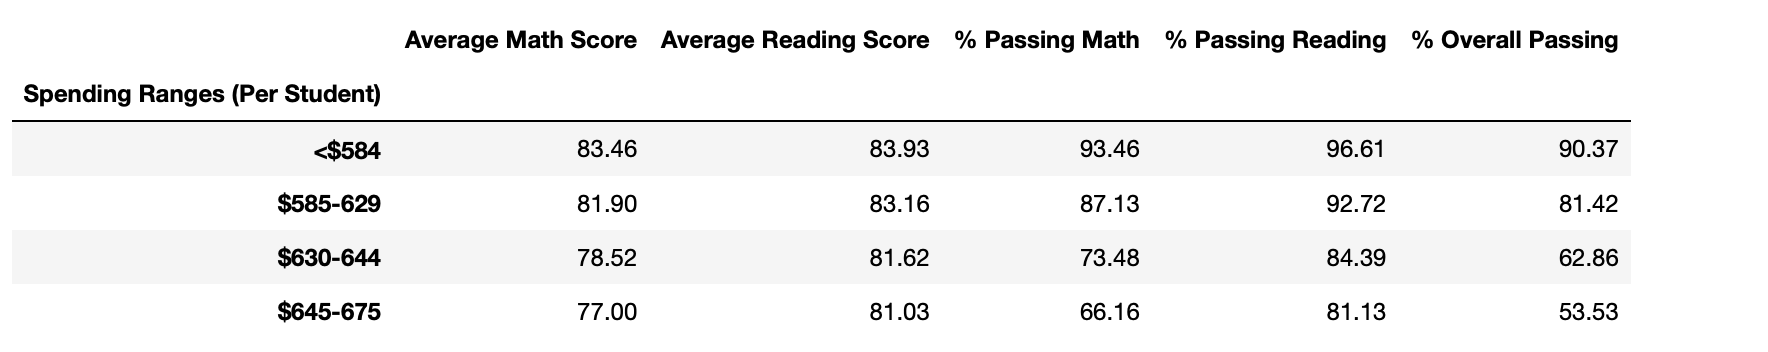 Average Math Score Average Reading Score % Passing Math % Passing Reading % Overall Passing
Spending Ranges (Per Student)
<$584 83.46 83.93 93.46 96.61 90.37
$585-629 81.90 83.16 87.13 92.72 81.42
$630-644 78.52 81.62 73.48 84.39 62.86
$645-675 77.00 81.03 66.16 81.13 53.53